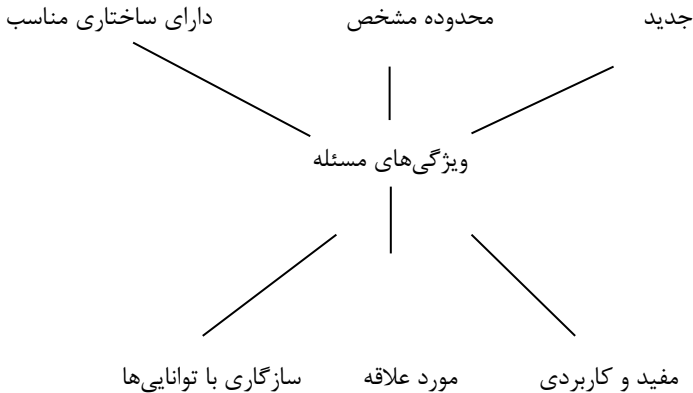 جدید
محدوده مشخص
دارای ساختاری مناسب
ویژگی‌های مسئله
مفید و کاربردی
مورد علاقه
سازگاری با توانایی‌ها